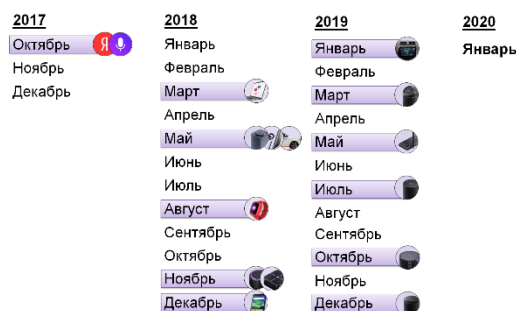 2017
Октябрь Я
Ноябрь
Декабрь
2018
Январь
Февраль
Март
Апрель
Май
Июнь
Июль
Август
Сентябрь
Октябрь
Ноябрь
Декабрь
2019
Январь
Февраль
Март
Апрель
Май
Июнь
Июль
Август
Сентябрь
Октябрь
Ноябрь
Декабрь
2020
Январь